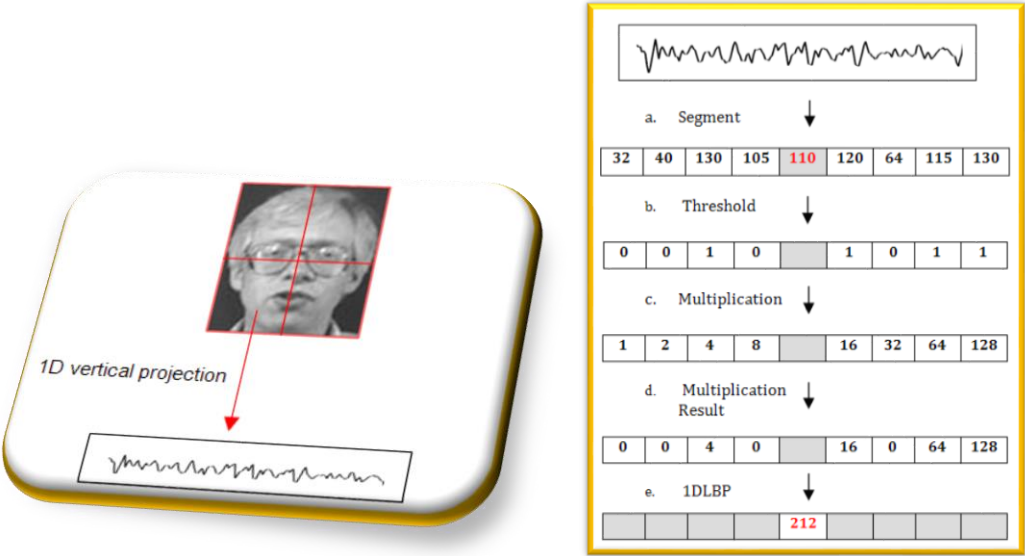 1D vertical projection
a. Segment
32 40 130 105 110 120 64 115 130
b. Threshold
0 0 1 0 1 0 1 1
c. Multiplication
1 2 4 8 16 32 64 128
d. Multiplication
Result
0 0 4 0 16 0 64 128
e. 1DLBP
212